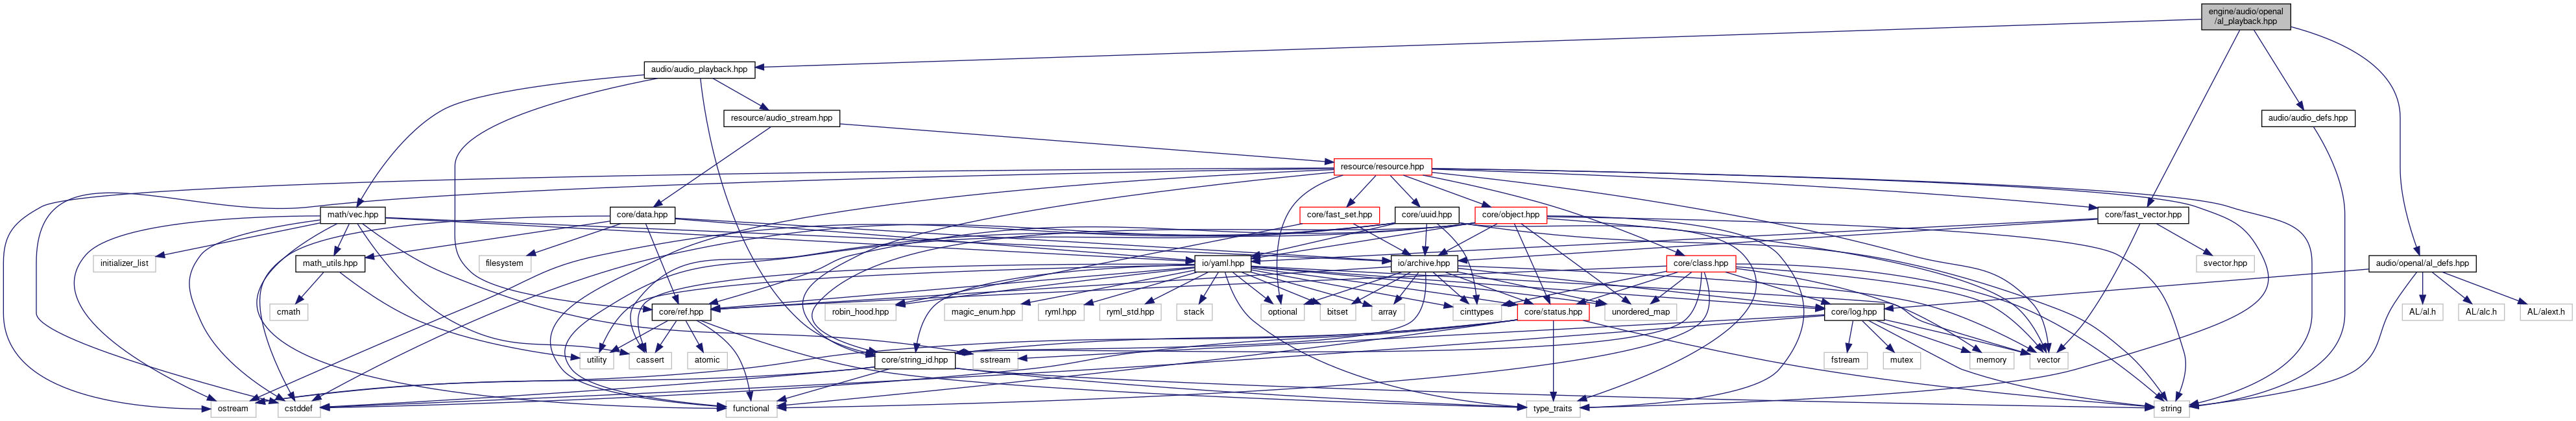 engine/audio/openal
/al_playback.hpp
audio/audio_playback.hpp
resource/audio_stream.hpp
audio/audio_defs.hpp
resource/resource.hpp
math/vec.hpp
core/data.hpp
core/fast_set.hpp
core/uuid.hpp
core/object.hpp
core/fast_vector.hpp
initializer_list
math_utils.hpp
filesystem
io/yaml.hpp
io/archive.hpp
core/class.hpp
svector.hpp
audio/openal/al_defs.hpp
cmath
core/ref.hpp
robin_hood.hpp
magic_enum.hpp
ryml.hpp
ryml_std.hpp
stack
optional
bitset
array
cinttypes
core/status.hpp
unordered_map
core/log.hpp
AL/al.h
AL/alc.h
AL/alext.h
utility
cassert
atomic
core/string_id.hpp
sstream
fstream
mutex
memory
vector
ostream
cstddef
functional
type_traits
string